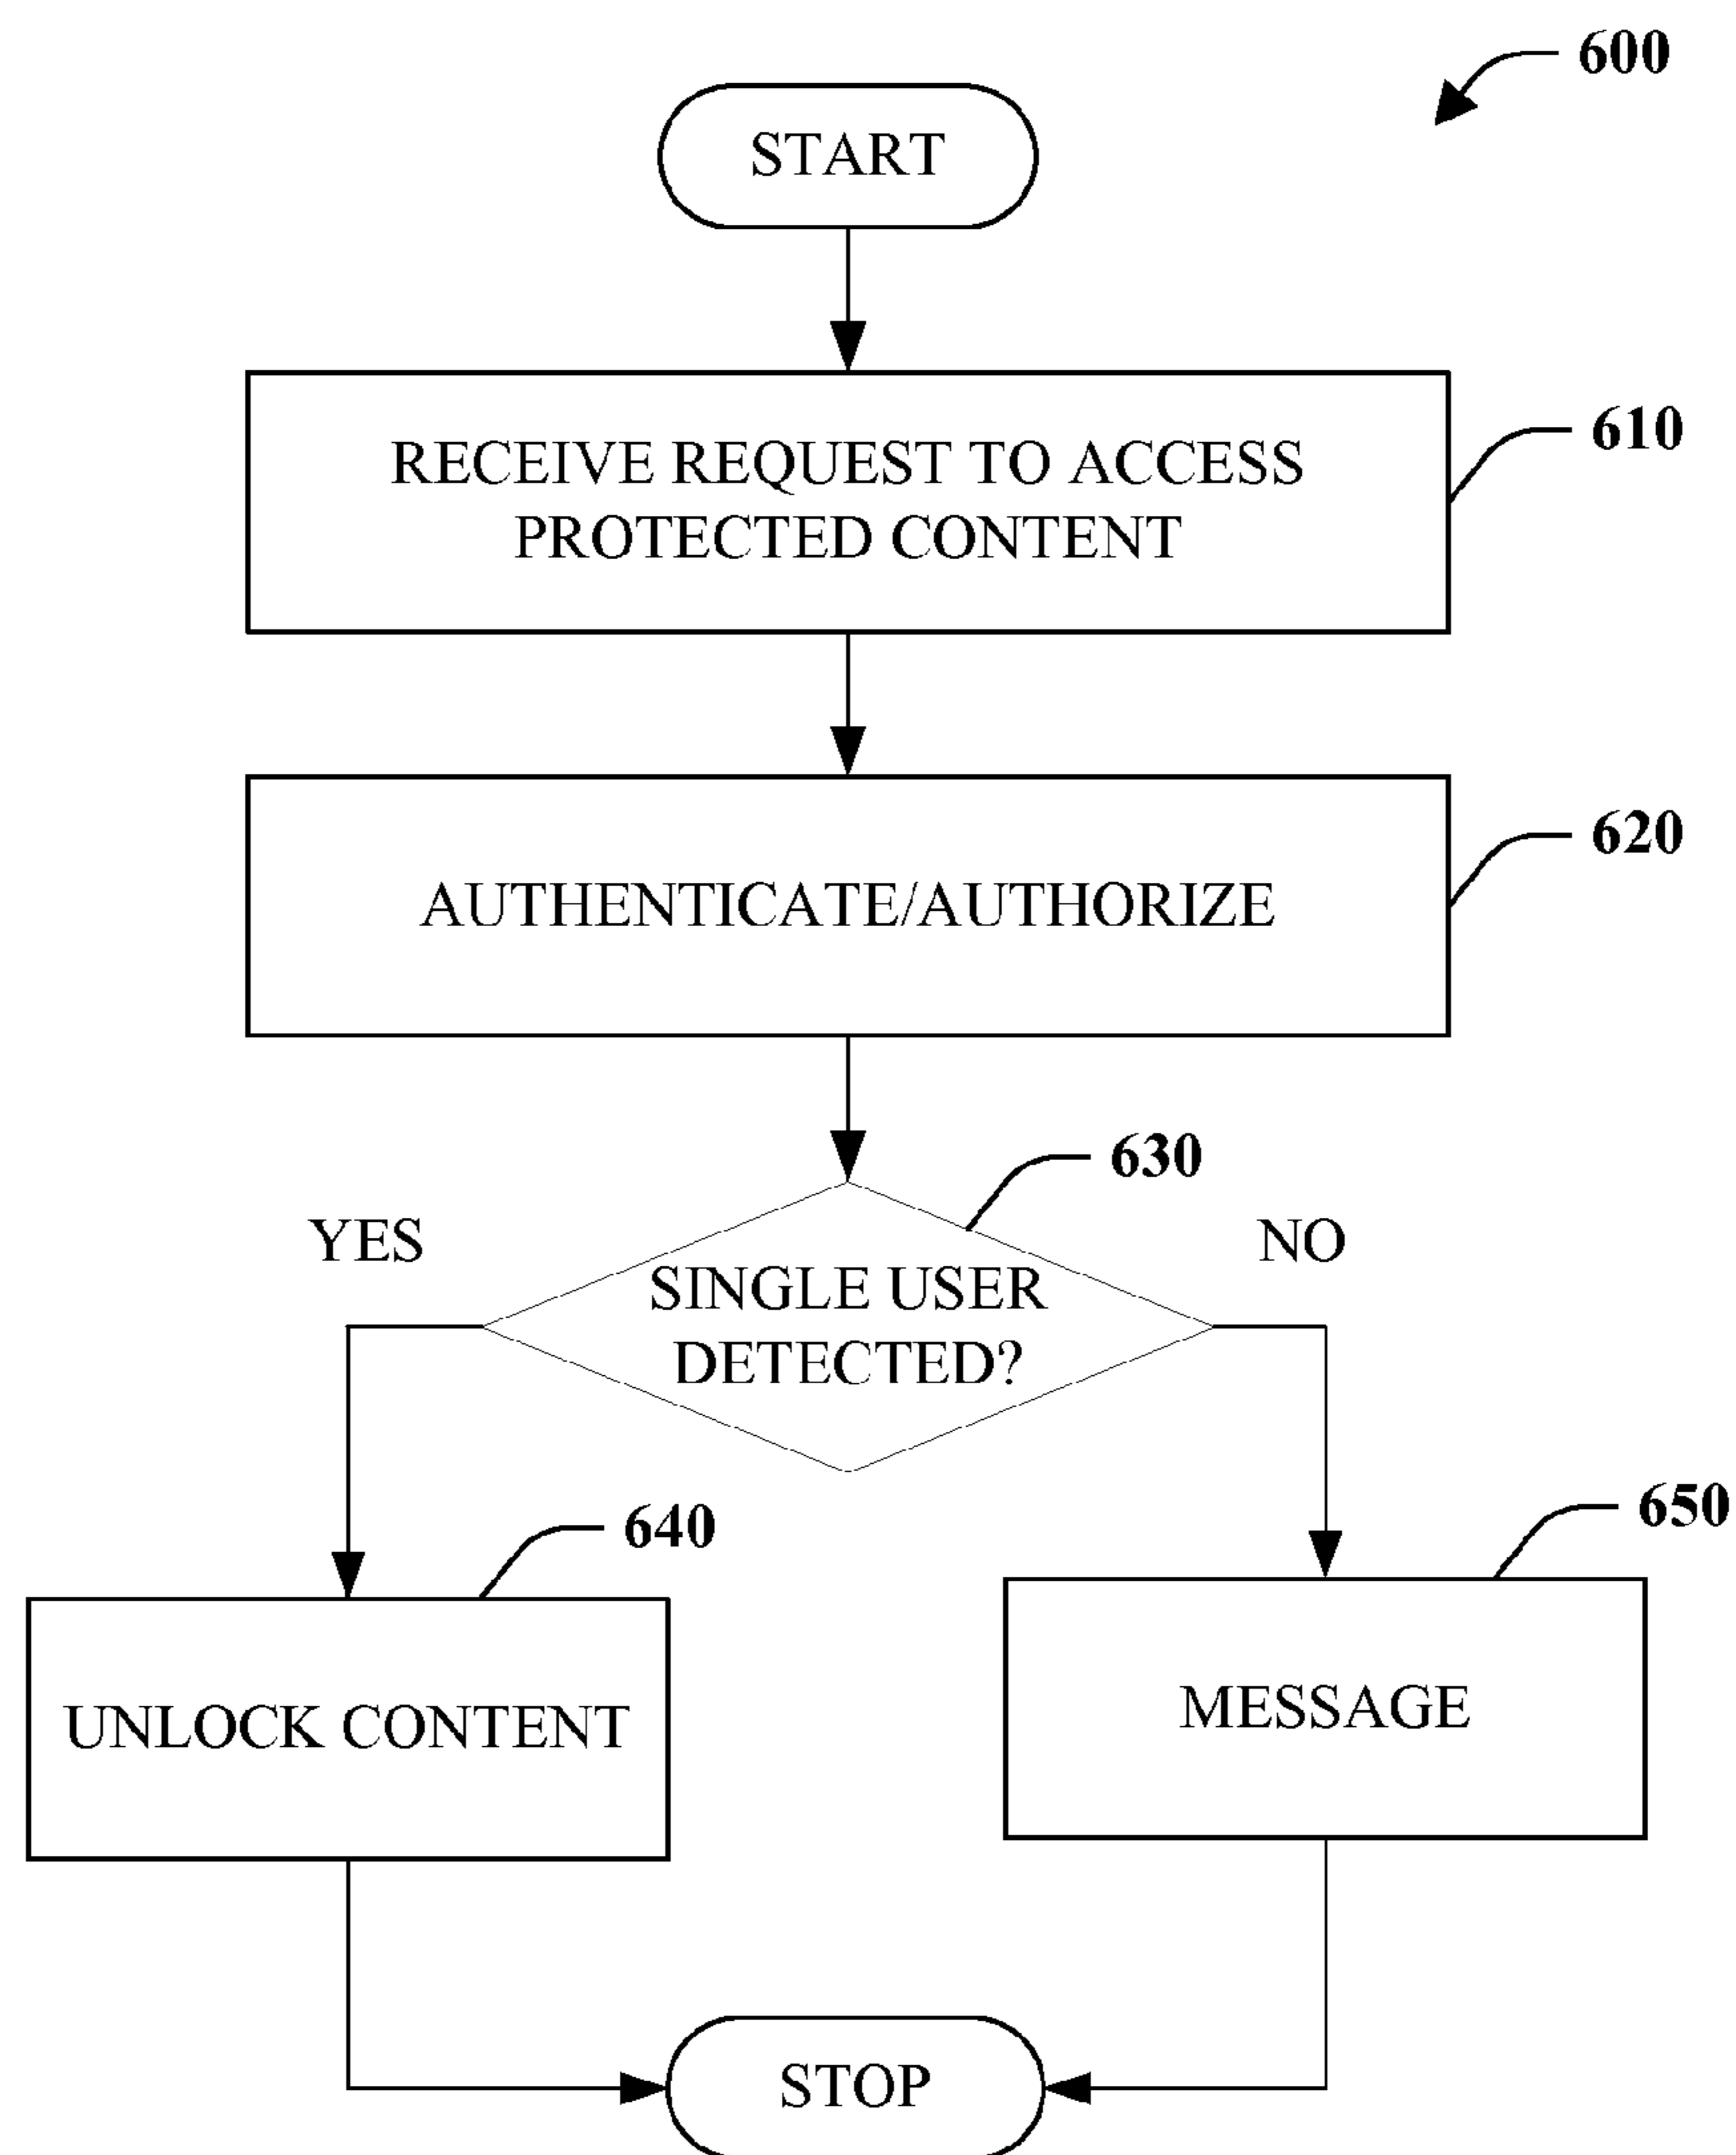 600
START
RECEIVE REQUEST TO ACCESS
PROTECTED CONTENT
610
AUTHENTICATE/AUTHORIZE
620
630
YES
NO
SINGLE USER
DETECTED?
640
650
UNLOCK CONTENT
MESSAGE
STOP